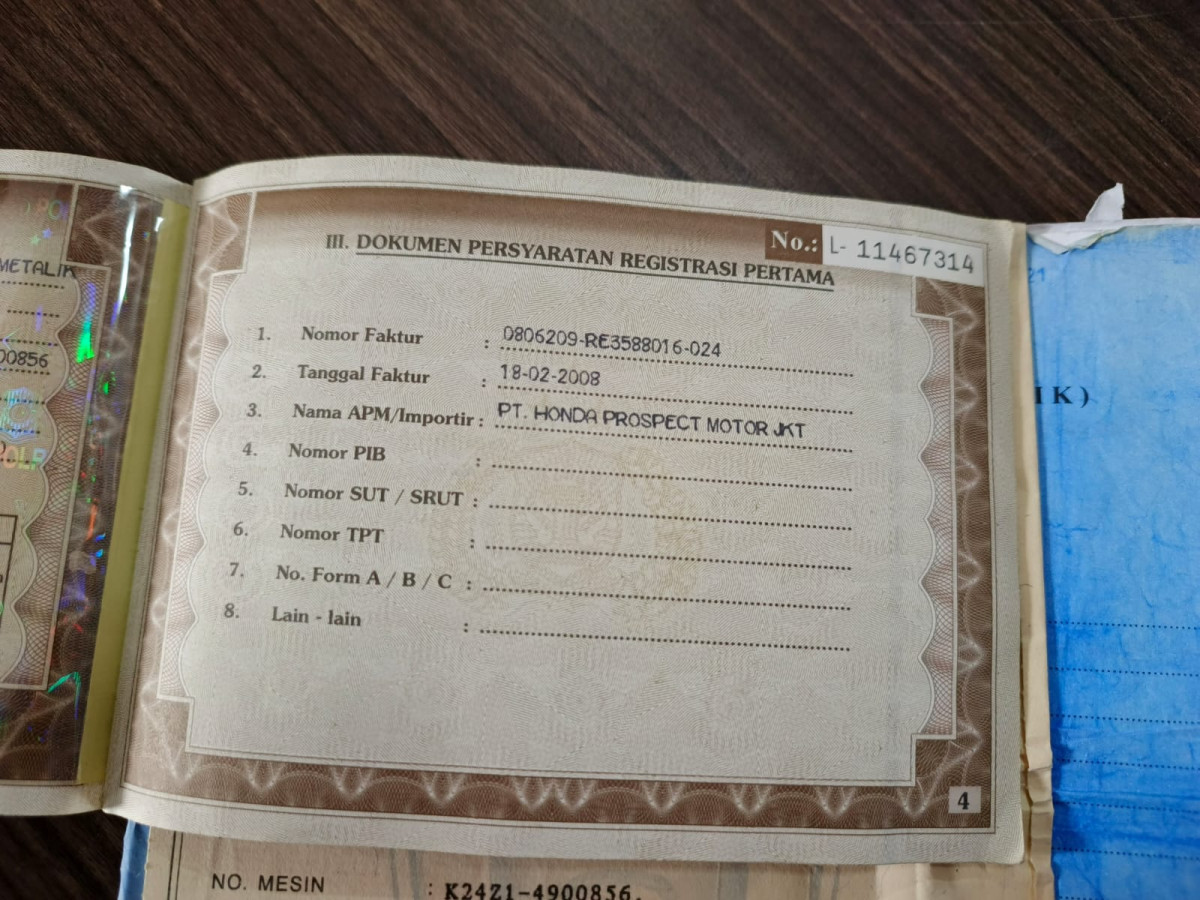 METALIK
00856
III. DOKUMEN PERSYARATAN REGISTRASI PERTAMA
No.: L- 11467314
1. Nomor Faktur : 0806209-RE3588016-024
2. Tanggal Faktur : 18-02-2008
3. Nama APM/Importir : PT. HONDA PROSPECT MOTOR JKT
4. Nomor PIB :
5. Nomor SUT / SRUT :
6. Nomor TPT :
7. No. Form A / B / C :
8. Lain - lain :
4
IK)
NO. MESIN : K24Z1-4900856.